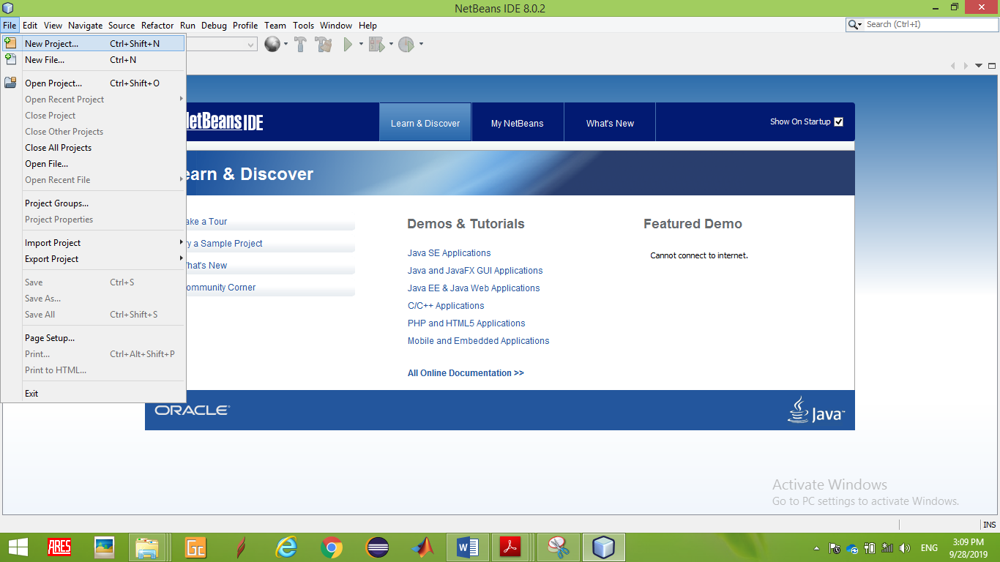 NetBeans IDE 8.0.2
File Edit View Navigate Source Refactor Run Debug Profile Team Tools Window Help
Search (Ctrl+I)
New Project... Ctrl+Shift+N
New File... Ctrl+N
Open Project... Ctrl+Shift+O
Open Recent Project
Close Project
Close Other Projects
Close All Projects
Open File...
Open Recent File
Project Groups...
Project Properties
Import Project
Export Project
Save Ctrl+S
Save As...
Save All Ctrl+Shift+S
Page Setup...
Print... Ctrl+Alt+Shift+P
Print to HTML...
Exit
NetBeans IDE
Learn & Discover
My NetBeans
What's New
Show On Startup
earn & Discover
ake a Tour
ry a Sample Project
hat's New
ommunity Corner
Demos & Tutorials
Java SE Applications
Java and JavaFX GUI Applications
Java EE & Java Web Applications
C/C++ Applications
PHP and HTML5 Applications
Mobile and Embedded Applications
All Online Documentation >>
Featured Demo
Cannot connect to internet.
ORACLE
Java
Activate Windows
Go to PC settings to activate Windows.
INS
ARES
GC
ENG
3:09 PM
9/28/2019